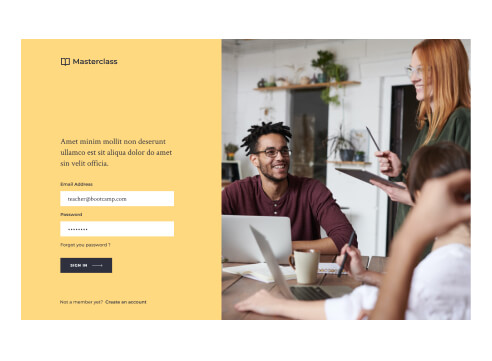 Masterclass
Amet minim mollit non deserunt
ullamco est sit aliqua dolor do amet
sin velit officia.
Email Address
teacher@bootcamp.com
Password
••••••••
Forgot you password ?
SIGN IN
Not a member yet? Create an account